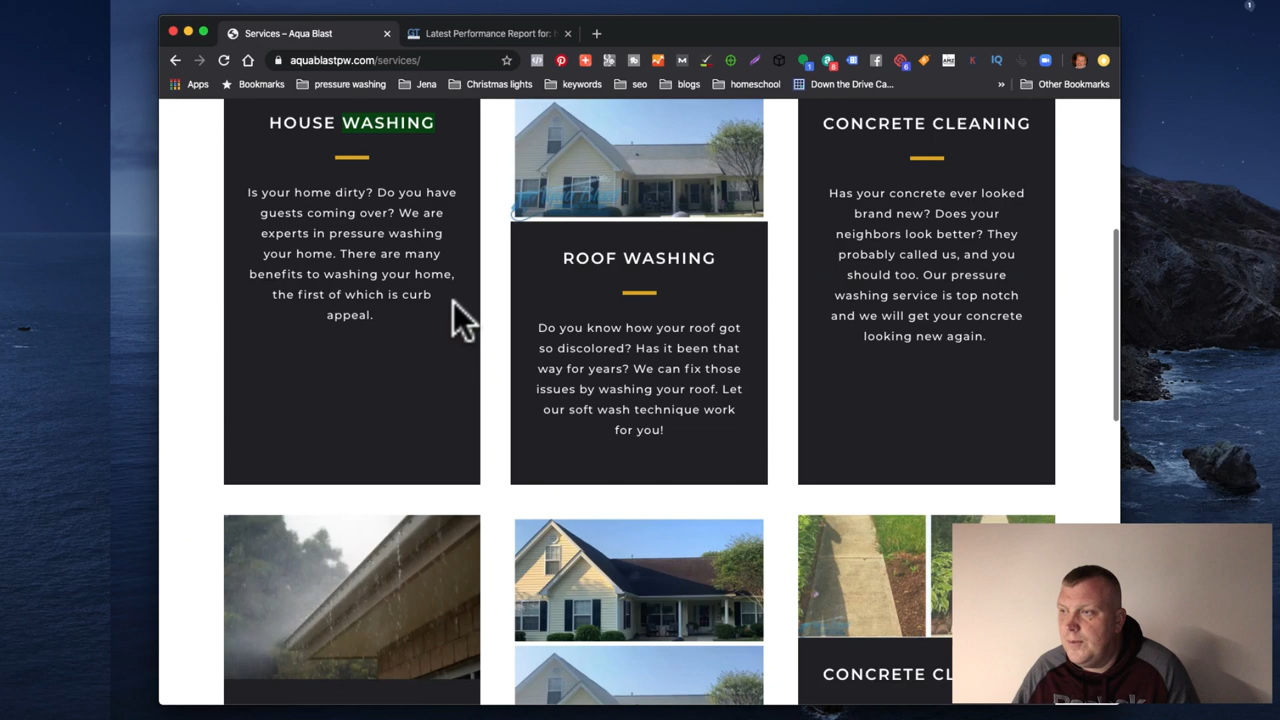 Services – Aqua Blast
Latest Performance Report for:
aquablastpw.com/services/
Apps
Bookmarks
pressure washing
Jena
Christmas lights
keywords
seo
blogs
homeschool
Down the Drive Ca...
»
Other Bookmarks
HOUSE WASHING
Is your home dirty? Do you have
guests coming over? We are
experts in pressure washing
your home. There are many
benefits to washing your home,
the first of which is curb
appeal.
ROOF WASHING
Do you know how your roof got
so discolored? Has it been that
way for years? We can fix those
issues by washing your roof. Let
our soft wash technique work
for you!
CONCRETE CLEANING
Has your concrete ever looked
brand new? Does your
neighbors look better? They
probably called us, and you
should too. Our pressure
washing service is top notch
and we will get your concrete
looking new again.
CONCRETE CL